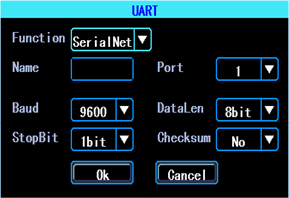 UART
Function SerialNet
Name Port 1
Baud 9600 DataLen 8bit
StopBit 1bit Checksum No
Ok Cancel